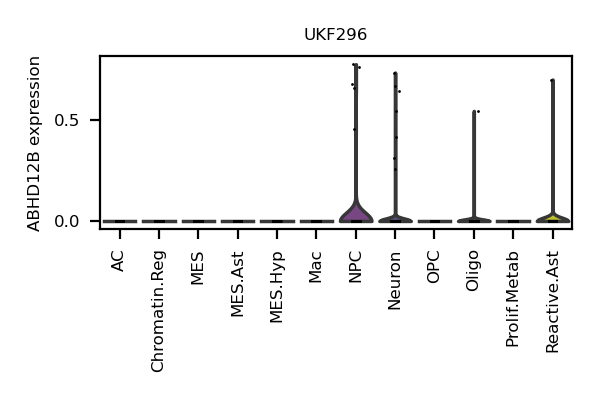 UKF296
ABHD12B expression
0.5
0.0
AC
Chromatin.Reg
MES
MES.Ast
MES.Hyp
Mac
NPC
Neuron
OPC
Oligo
Prolif.Metab
Reactive.Ast